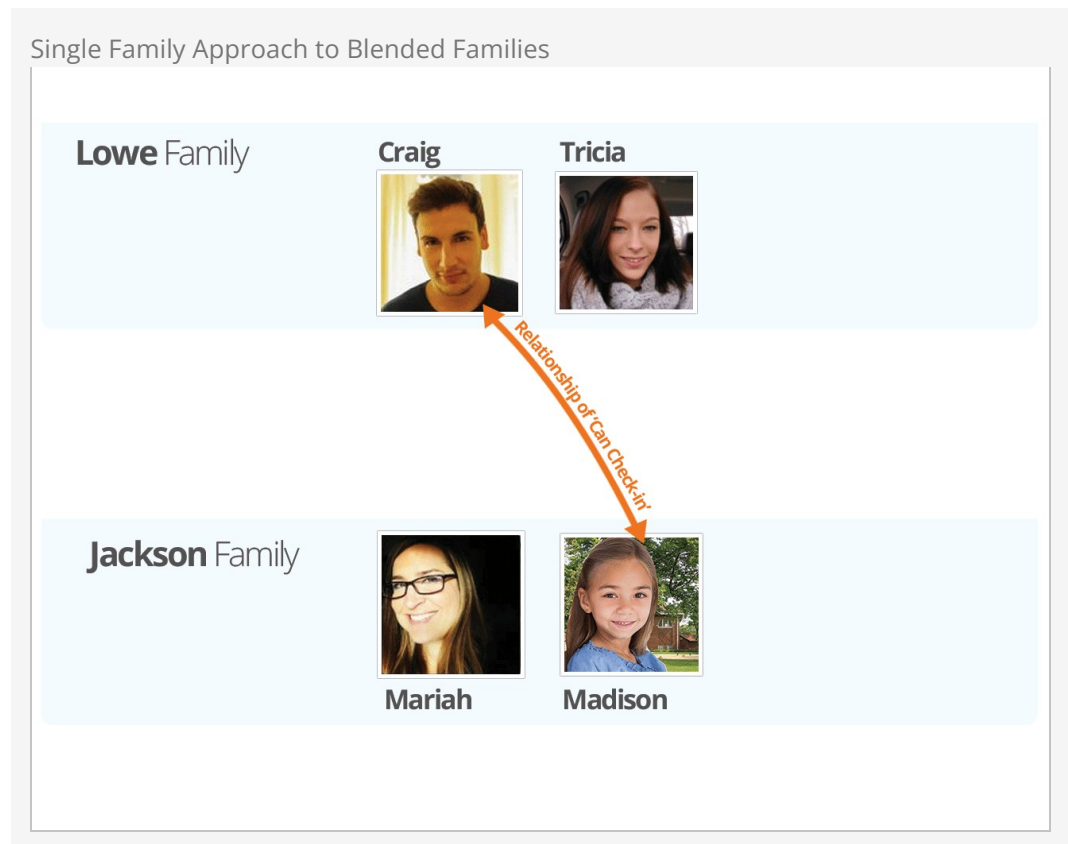 Single Family Approach to Blended Families
Lowe Family
Craig
Tricia
Relationship of 'Can Check-in'
Jackson Family
Mariah
Madison